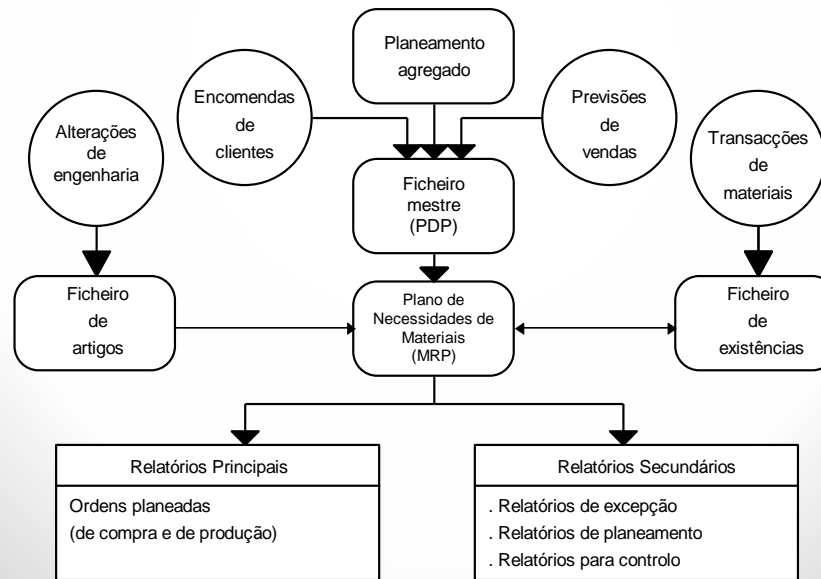 Planeamento
agregado
Encomendas
de
clientes
Previsões
de
vendas
Alterações
de
engenharia
Transacções
de
materiais
Ficheiro
mestre
(PDP)
Ficheiro
de
artigos
Plano de
Necessidades de
Materiais
(MRP)
Ficheiro
de
existências
Relatórios Principais
Ordens planeadas
(de compra e de produção)
Relatórios Secundários
. Relatórios de excepção
. Relatórios de planeamento
. Relatórios para controlo